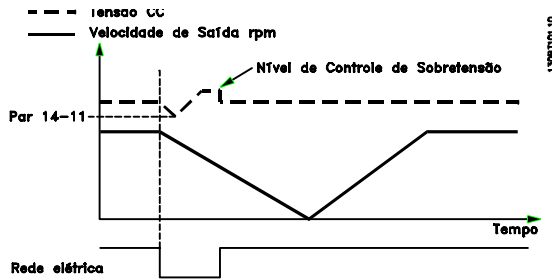 Tensão CC
Velocidade de Saída rpm
Nível de Controle de Sobretensão
Par 14-11
Tempo
Rede elétrica